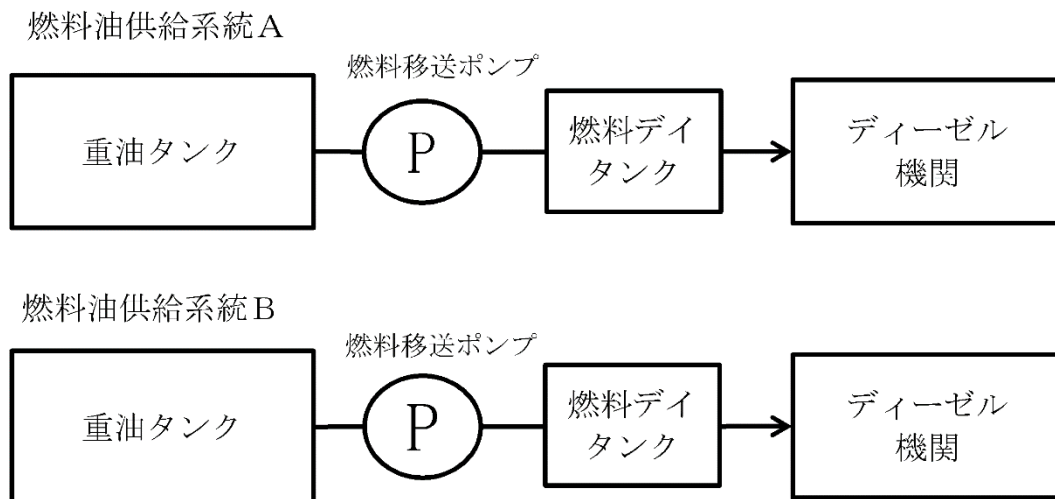 燃料油供給系統A
燃料移送ポンプ
重油タンク
P
燃料デイ
タンク
ディーゼル
機関
燃料油供給系統B
燃料移送ポンプ
重油タンク
P
燃料デイ
タンク
ディーゼル
機関